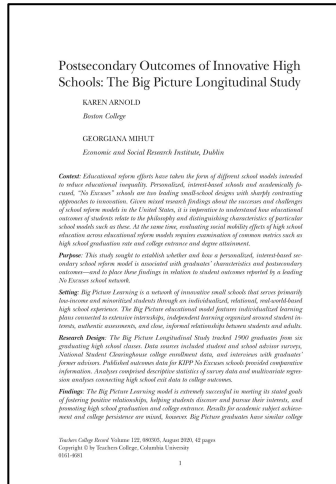 Postsecondary Outcomes of Innovative High
Schools: The Big Picture Longitudinal Study
KAREN ARNOLD
Boston College
GEORGIANA MIHUT
Economic and Social Research Institute, Dublin
Context: Educational reform efforts have taken the form of different school models intended
to reduce educational inequality. Personalized, interest-based schools and academically fo-
cused, “No Excuses” schools are two leading small-school designs with sharply contrasting
approaches to innovation. Given mixed research findings about the successes and challenges
of school reform models in the United States, it is imperative to understand how educational
outcomes of students relate to the philosophy and distinguishing characteristics of particular
school models such as these. At the same time, evaluating social mobility effects of high school
education across educational reform models requires examination of common metrics such as
high school graduation rate and college entrance and degree attainment.
Purpose: This study sought to establish whether and how a personalized, interest-based sec-
ondary school reform model is associated with graduates’ characteristics and postsecondary
outcomes—and to place these findings in relation to student outcomes reported by a leading
No Excuses school network.
Setting: Big Picture Learning is a network of innovative small schools that serves primarily
low-income and minoritized students through an individualized, relational, real-world-based
high school experience. The Big Picture educational model features individualized learning
plans connected to extensive internships, independent learning organized around student in-
terests, authentic assessments, and close, informal relationships between students and adults.
Research Design: The Big Picture Longitudinal Study tracked 1900 graduates from six
graduating high school classes. Data sources included student and school advisor surveys,
National Student Clearinghouse college enrollment data, and interviews with graduates’
former advisors. Published outcomes data for KIPP No Excuses schools provided comparative
information. Analyses comprised descriptive statistics of survey data and multivariate regres-
sion analyses connecting high school exit data to college outcomes.
Findings: The Big Picture Learning model is extremely successful in meeting its stated goals
of fostering positive relationships, helping students discover and pursue their interests, and
promoting high school graduation and college entrance. Results for academic subject achieve-
ment and college persistence are mixed, however. Big Picture graduates have similar college
Teachers College Record Volume 122, 080303, August 2020, 42 pages
Copyright © by Teachers College, Columbia University
0161-4681
1